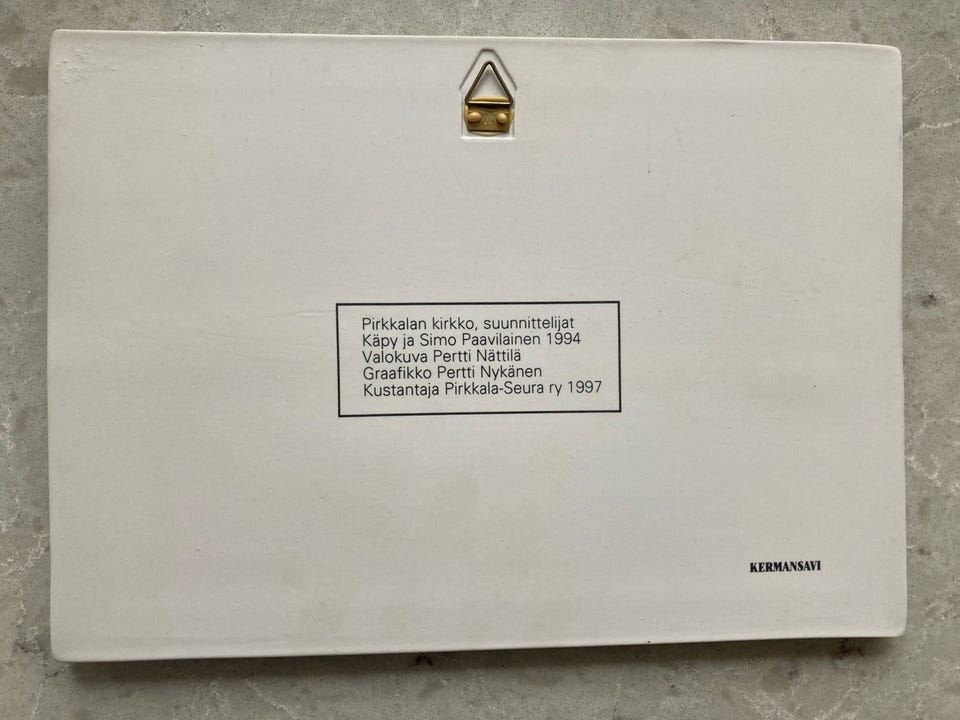 Pirkkalan kirkko, suunnittelijat
Käpy ja Simo Paavilainen 1994
Valokuva Pertti Nättilä
Graafikko Pertti Nykänen
Kustantaja Pirkkala-Seura ry 1997
KERMANSAVI